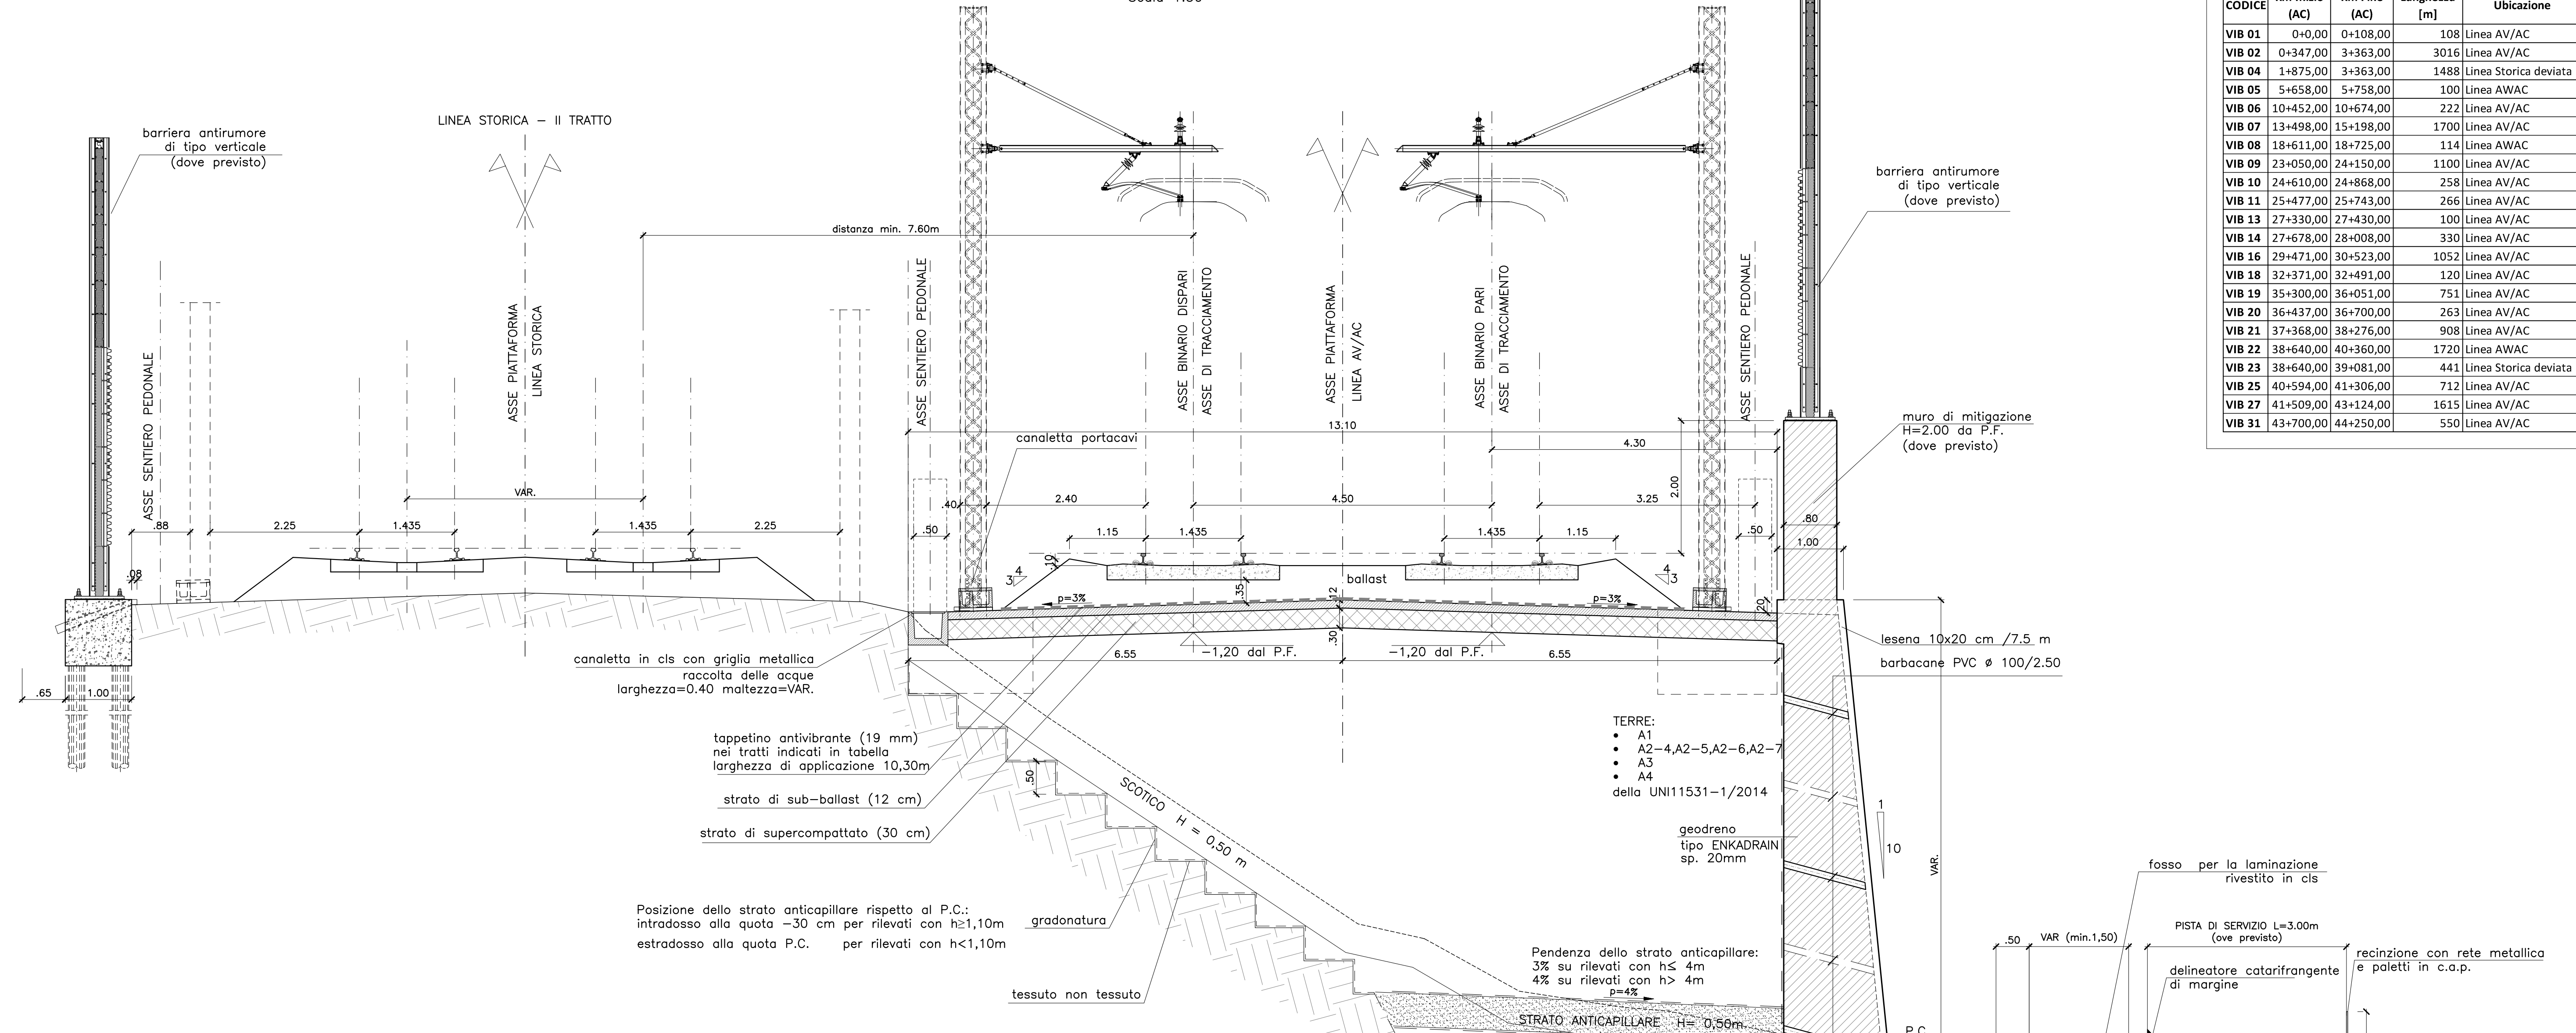 barriera antirumore
di tipo verticale
(dove previsto)
LINEA STORICA – II TRATTO
distanza min. 7.60m
ASSE SENTIERO PEDONALE
ASSE PIATTAFORMA
LINEA STORICA
ASSE SENTIERO PEDONALE
ASSE BINARIO DISPARI
ASSE DI TRACCIAMENTO
ASSE PIATTAFORMA
LINEA AV/AC
ASSE BINARIO PARI
ASSE DI TRACCIAMENTO
ASSE SENTIERO PEDONALE
barriera antirumore
di tipo verticale
(dove previsto)
muro di mitigazione
H=2.00 da P.F.
(dove previsto)
canaletta portacavi
13.10
4.30
VAR.
.40
2.40
4.50
3.25
2.00
.88
2.25
1.435
1.435
2.25
.50
1.15
1.435
1.435
1.15
.50
.80
1.00
.08
.10
3
4
ballast
4
3
.35
p=3%
.12
p=3%
.20
.30
6.55
–1,20 dal P.F.
–1,20 dal P.F.
6.55
.65
1.00
canaletta in cls con griglia metallica
raccolta delle acque
larghezza=0.40 maltezza=VAR.
lesena 10x20 cm /7.5 m
barbacane PVC ø 100/2.50
tappetino antivibrante (19 mm)
nei tratti indicati in tabella
larghezza di applicazione 10,30m
strato di sub-ballast (12 cm)
strato di supercompattato (30 cm)
.50
SCOTICO H = 0,50 m
TERRE:
• A1
• A2-4,A2-5,A2-6,A2-7
• A3
• A4
della UNI11531-1/2014
geodreno
tipo ENKADRAIN
sp. 20mm
1
10
VAR.
Posizione dello strato anticapillare rispetto al P.C.:
intradosso alla quota –30 cm per rilevati con h≥1,10m
estradosso alla quota P.C. per rilevati con h<1,10m
gradonatura
tessuto non tessuto
Pendenza dello strato anticapillare:
3% su rilevati con h≤ 4m
4% su rilevati con h> 4m
p=4%
STRATO ANTICAPILLARE H= 0,50m
P.C.
fosso per la laminazione
rivestito in cls
.50
VAR (min.1,50)
PISTA DI SERVIZIO L=3.00m
(ove previsto)
recinzione con rete metallica
e paletti in c.a.p.
delineatore catarifrangente
di margine
CODICE (AC) (AC) [m] Ubicazione
VIB 01 0+0,00 0+108,00 108 Linea AV/AC
VIB 02 0+347,00 3+363,00 3016 Linea AV/AC
VIB 04 1+875,00 3+363,00 1488 Linea Storica deviata
VIB 05 5+658,00 5+758,00 100 Linea AWAC
VIB 06 10+452,00 10+674,00 222 Linea AV/AC
VIB 07 13+498,00 15+198,00 1700 Linea AV/AC
VIB 08 18+611,00 18+725,00 114 Linea AWAC
VIB 09 23+050,00 24+150,00 1100 Linea AV/AC
VIB 10 24+610,00 24+868,00 258 Linea AV/AC
VIB 11 25+477,00 25+743,00 266 Linea AV/AC
VIB 13 27+330,00 27+430,00 100 Linea AV/AC
VIB 14 27+678,00 28+008,00 330 Linea AV/AC
VIB 16 29+471,00 30+523,00 1052 Linea AV/AC
VIB 18 32+371,00 32+491,00 120 Linea AV/AC
VIB 19 35+300,00 36+051,00 751 Linea AV/AC
VIB 20 36+437,00 36+700,00 263 Linea AV/AC
VIB 21 37+368,00 38+276,00 908 Linea AV/AC
VIB 22 38+640,00 40+360,00 1720 Linea AWAC
VIB 23 38+640,00 39+081,00 441 Linea Storica deviata
VIB 25 40+594,00 41+306,00 712 Linea AV/AC
VIB 27 41+509,00 43+124,00 1615 Linea AV/AC
VIB 31 43+700,00 44+250,00 550 Linea AV/AC